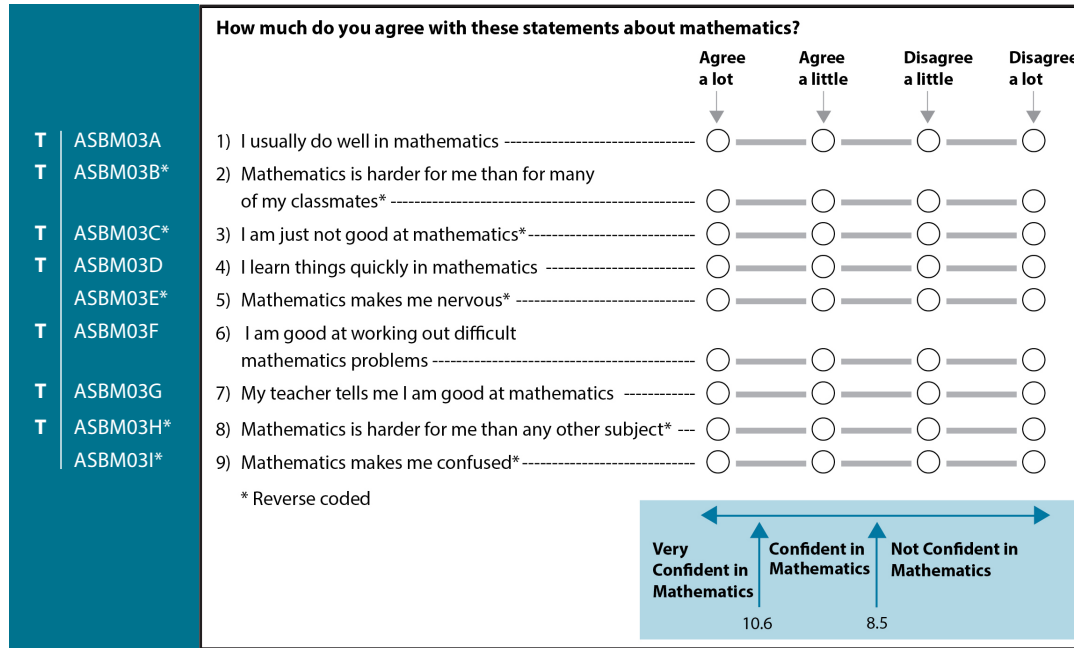 How much do you agree with these statements about mathematics?
Agree a lot
Agree a little
Disagree a little
Disagree a lot
T ASBM03A 1) I usually do well in mathematics
T ASBM03B* 2) Mathematics is harder for me than for many
of my classmates*
T ASBM03C* 3) I am just not good at mathematics*
T ASBM03D 4) I learn things quickly in mathematics
ASBM03E* 5) Mathematics makes me nervous*
T ASBM03F 6) I am good at working out difficult
mathematics problems
T ASBM03G 7) My teacher tells me I am good at mathematics
T ASBM03H* 8) Mathematics is harder for me than any other subject*
ASBM03I* 9) Mathematics makes me confused*
* Reverse coded
Very
Confident in
Mathematics
Confident in
Mathematics
Not Confident in
Mathematics
10.6
8.5